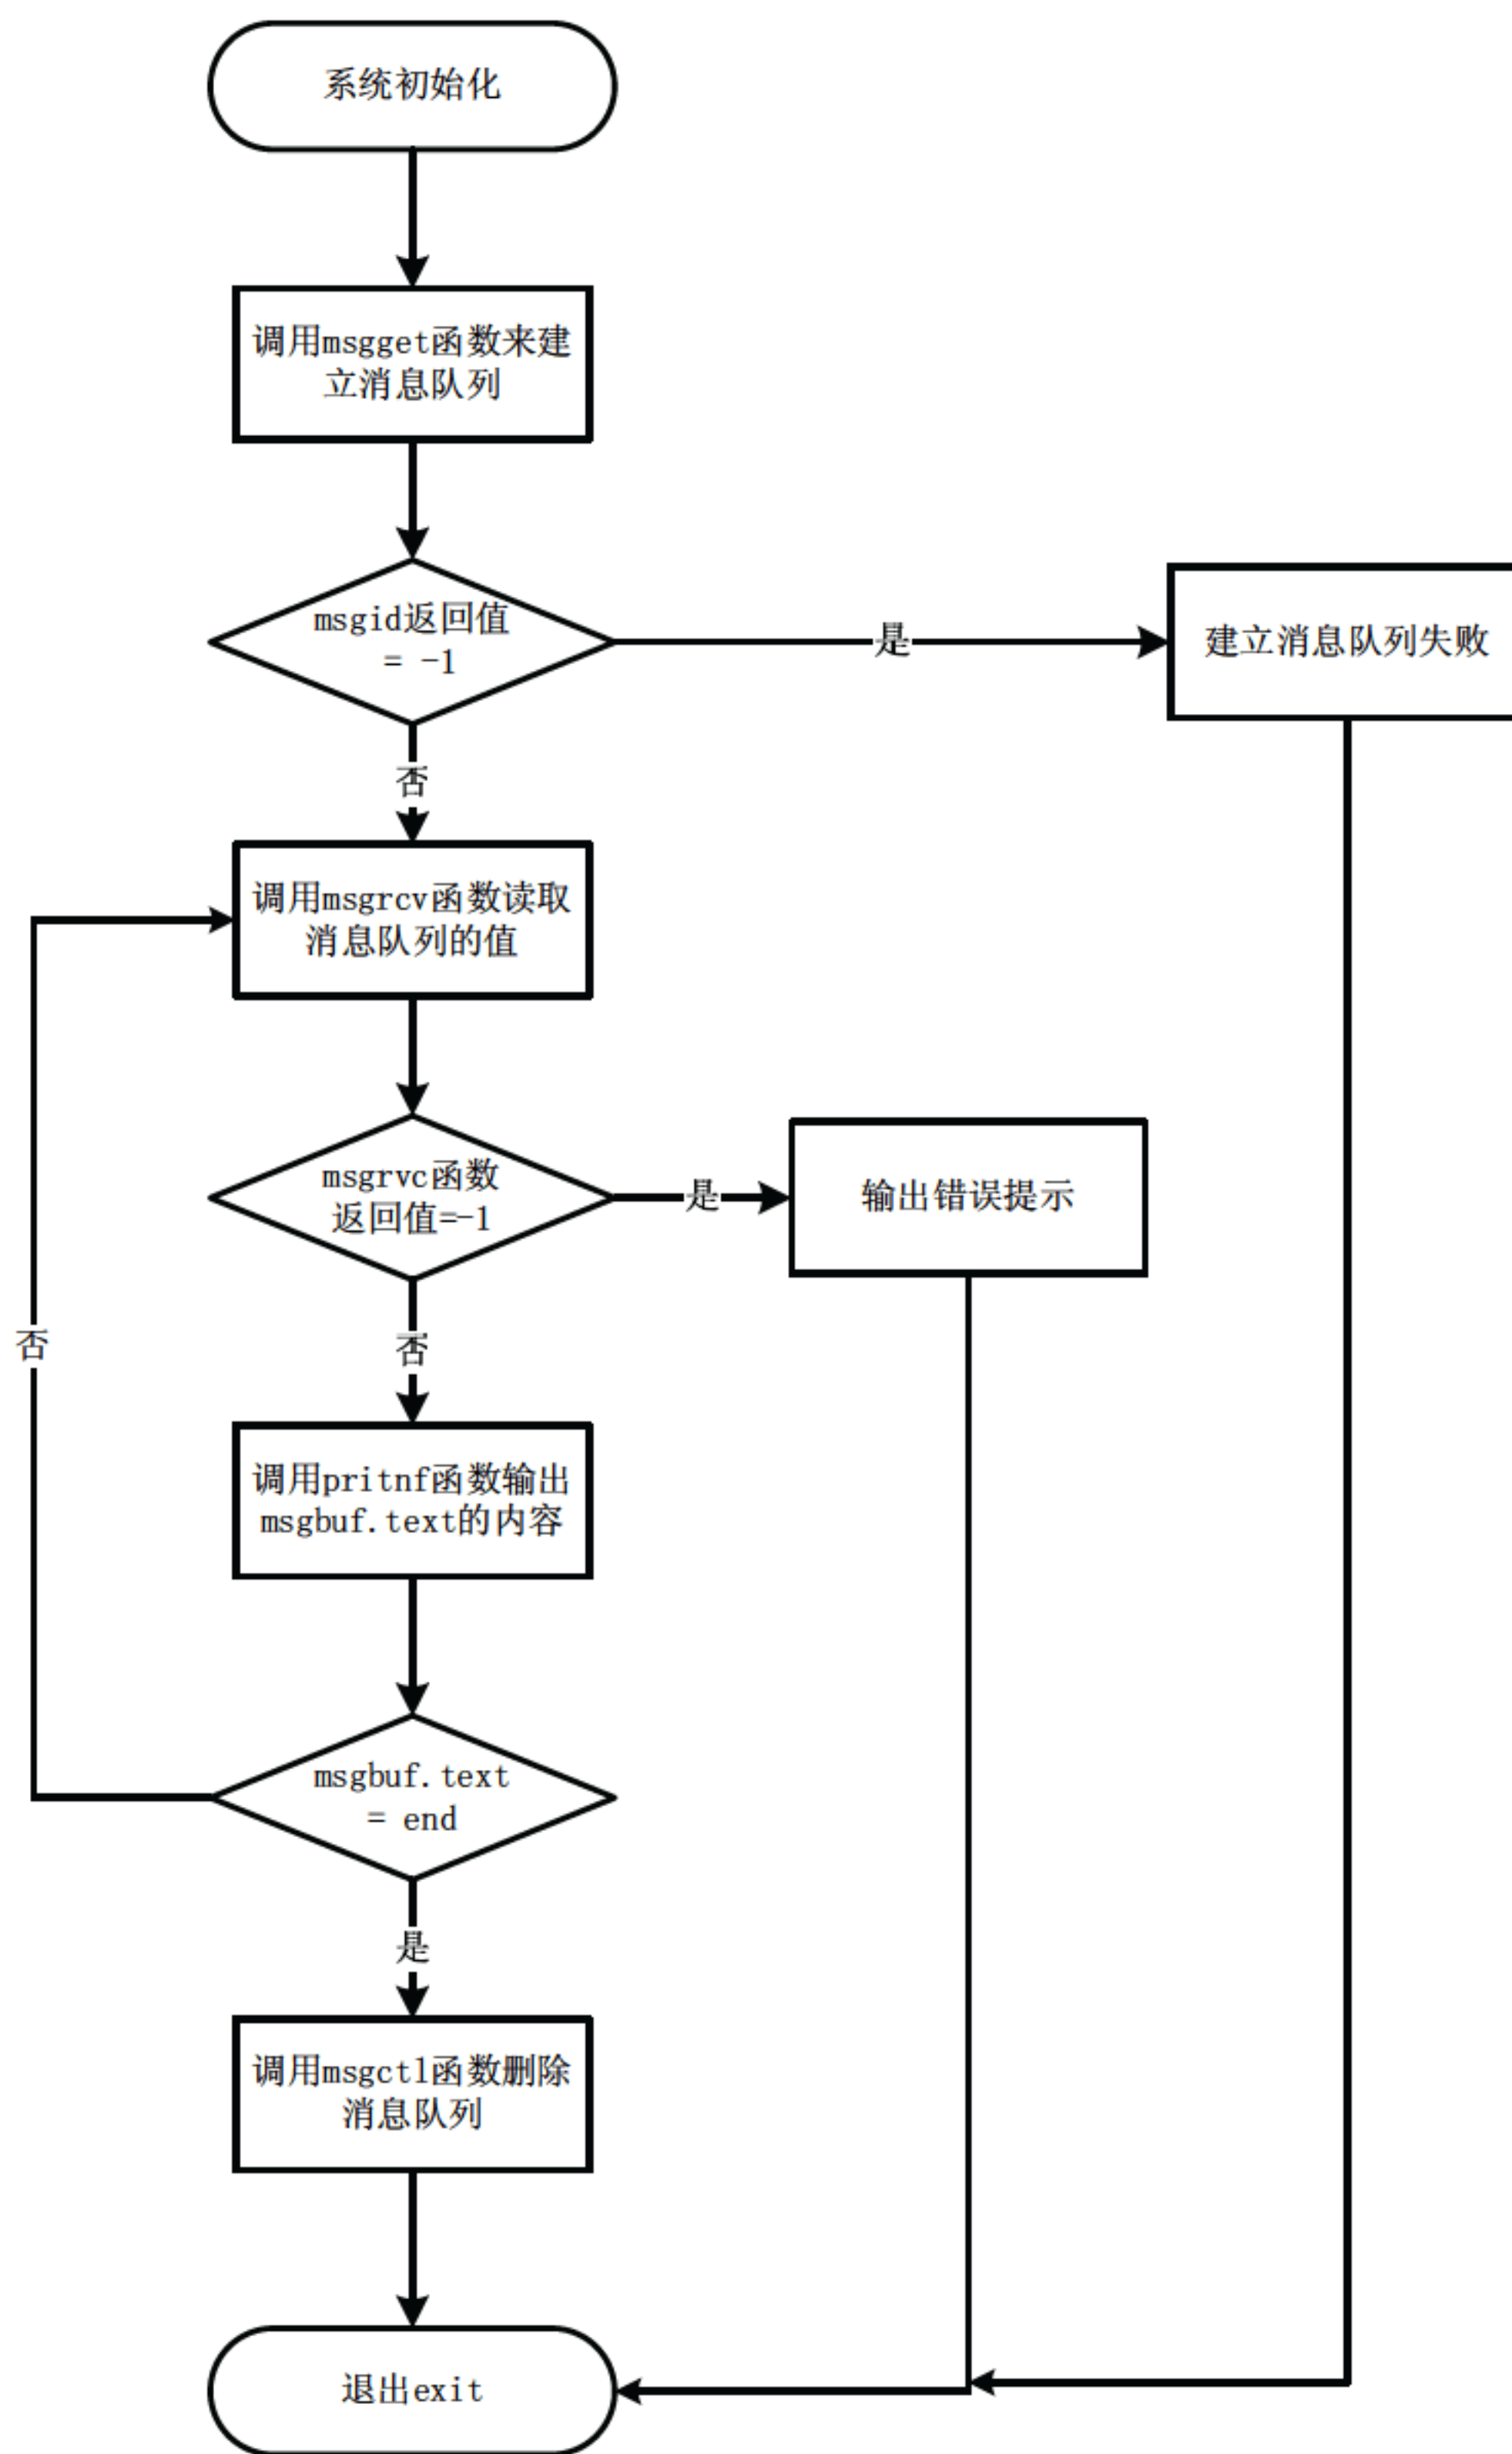 系统初始化
调用msgget函数来建
立消息队列
msgid返回值
= -1
是
建立消息队列失败
否
调用msgrcv函数读取
消息队列的值
msgrvc函数
返回值=-1
是
输出错误提示
否
否
调用pritnf函数输出
msgbuf.text的内容
msgbuf.text
= end
是
调用msgctl函数删除
消息队列
退出exit